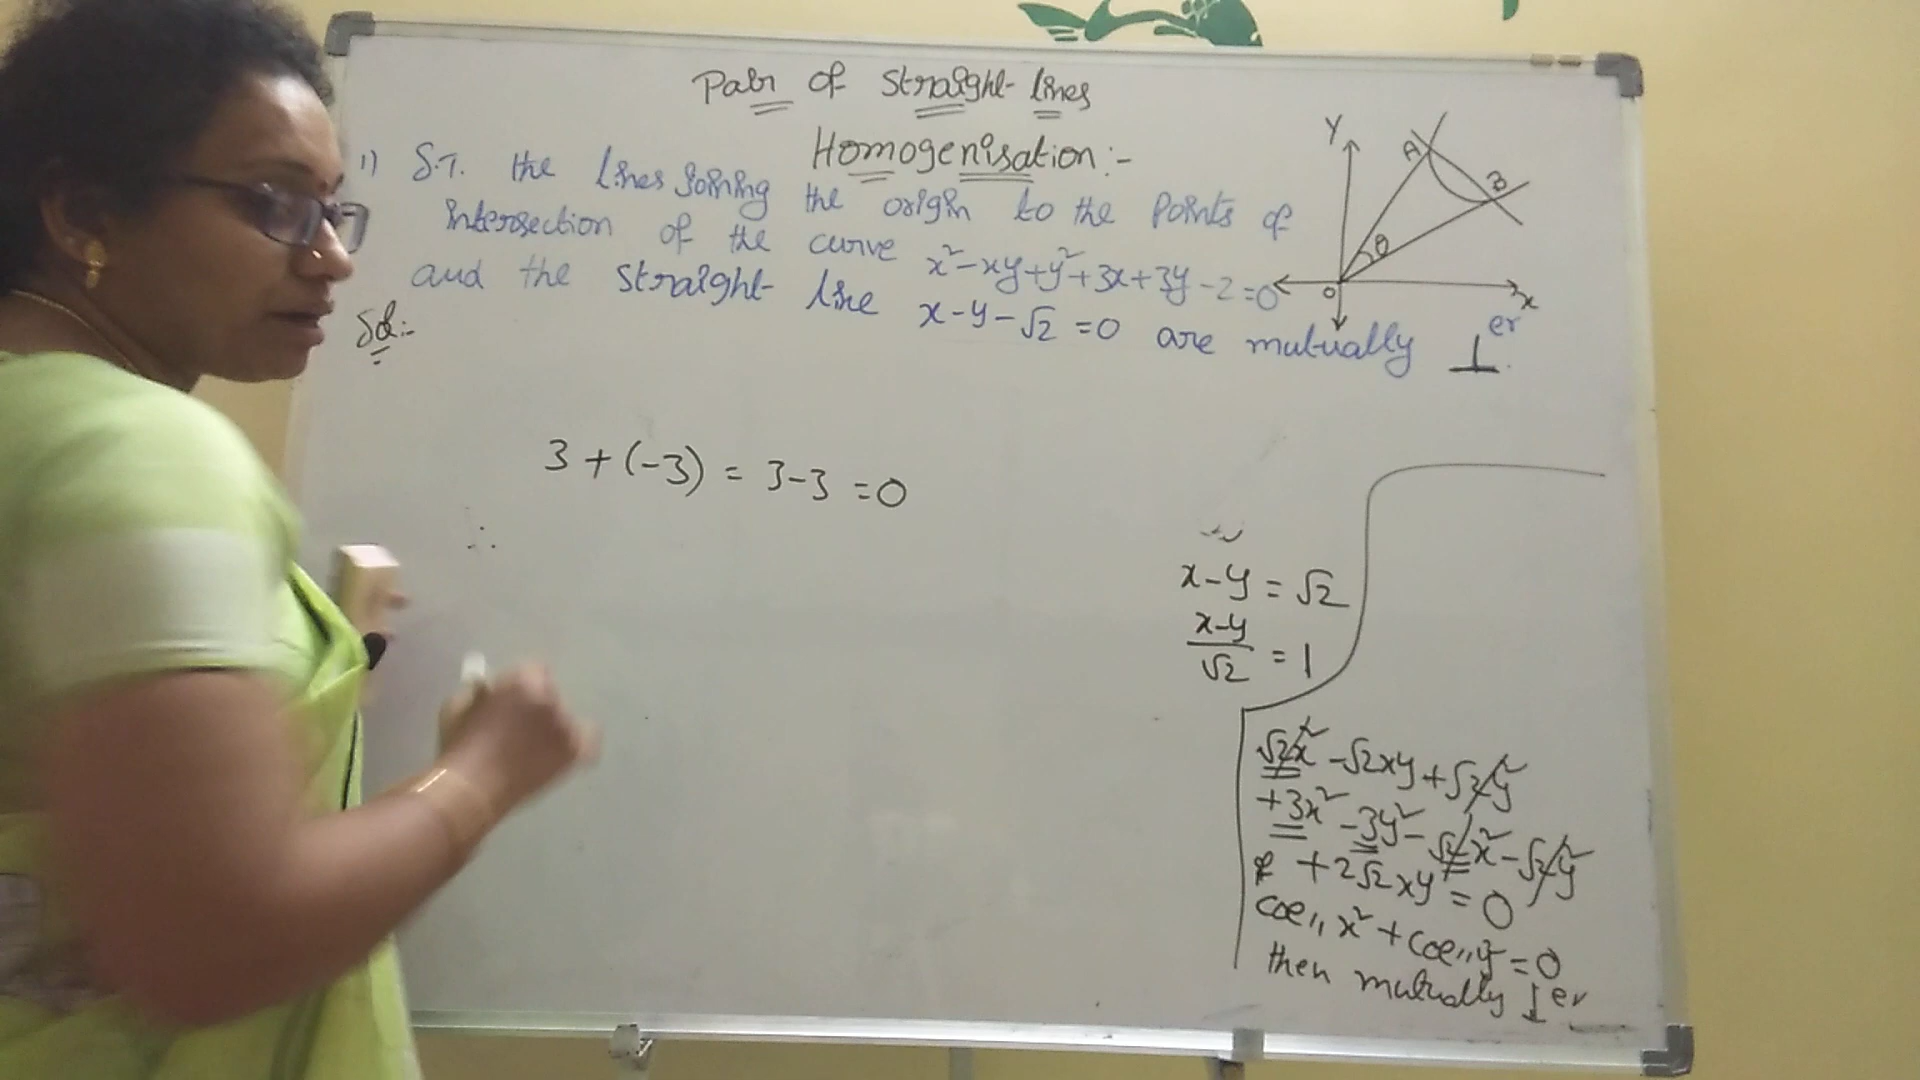 Pair of Straight lines
Homogenisation :-
1) S.T. the lines joining the origin to the points of
intersection of the curve x²-xy+y²+3x+3y-2=0
and the straight line x-y-√2=0 are mutually ⊥er.
Sol:-
Y
A
B
θ
O
x
3+(-3) = 3-3 =0
∴
x-y = √2
x-y/√2 = 1
√2x² -√2xy+√2y²
+3x² -3y² -√2x² -√2y²
+2√2xy = 0
coe,, x² + coe,, y² = 0
then mutually ⊥er